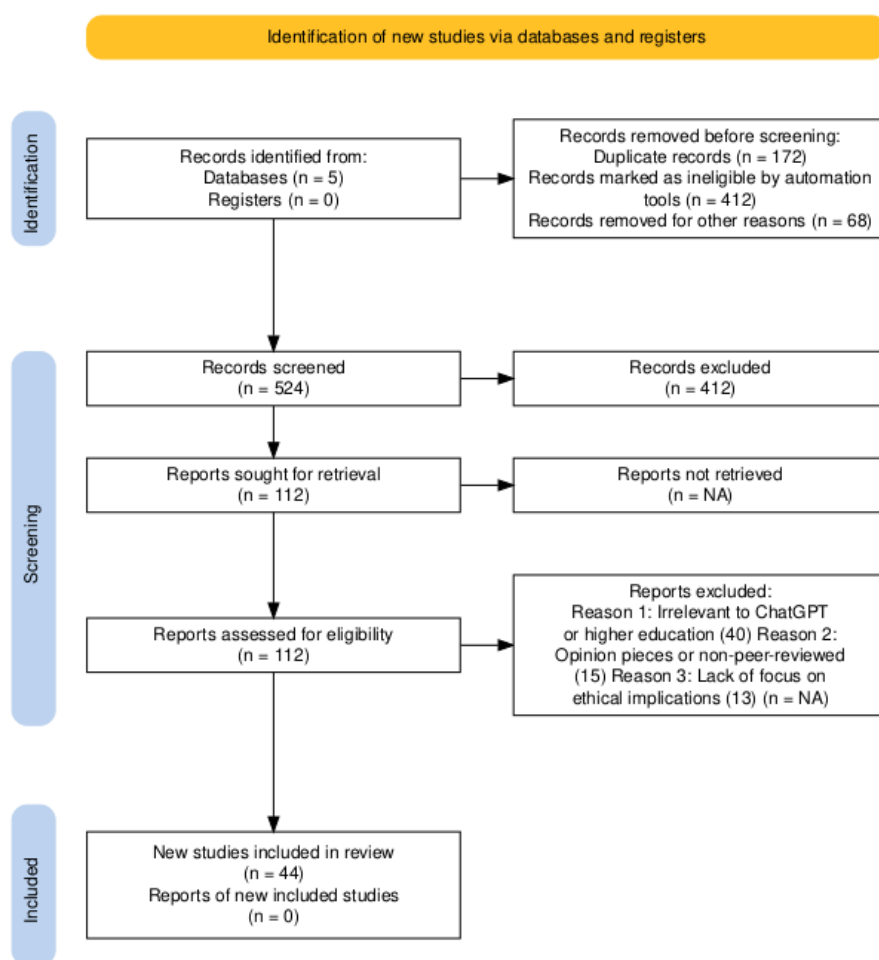 Identification of new studies via databases and registers
Identification
Records identified from:
Databases (n = 5)
Registers (n = 0)
Records removed before screening:
Duplicate records (n = 172)
Records marked as ineligible by automation
tools (n = 412)
Records removed for other reasons (n = 68)
Screening
Records screened
(n = 524)
Records excluded
(n = 412)
Reports sought for retrieval
(n = 112)
Reports not retrieved
(n = NA)
Reports assessed for eligibility
(n = 112)
Reports excluded:
Reason 1: Irrelevant to ChatGPT
or higher education (40) Reason 2:
Opinion pieces or non-peer-reviewed
(15) Reason 3: Lack of focus on
ethical implications (13) (n = NA)
Included
New studies included in review
(n = 44)
Reports of new included studies
(n = 0)